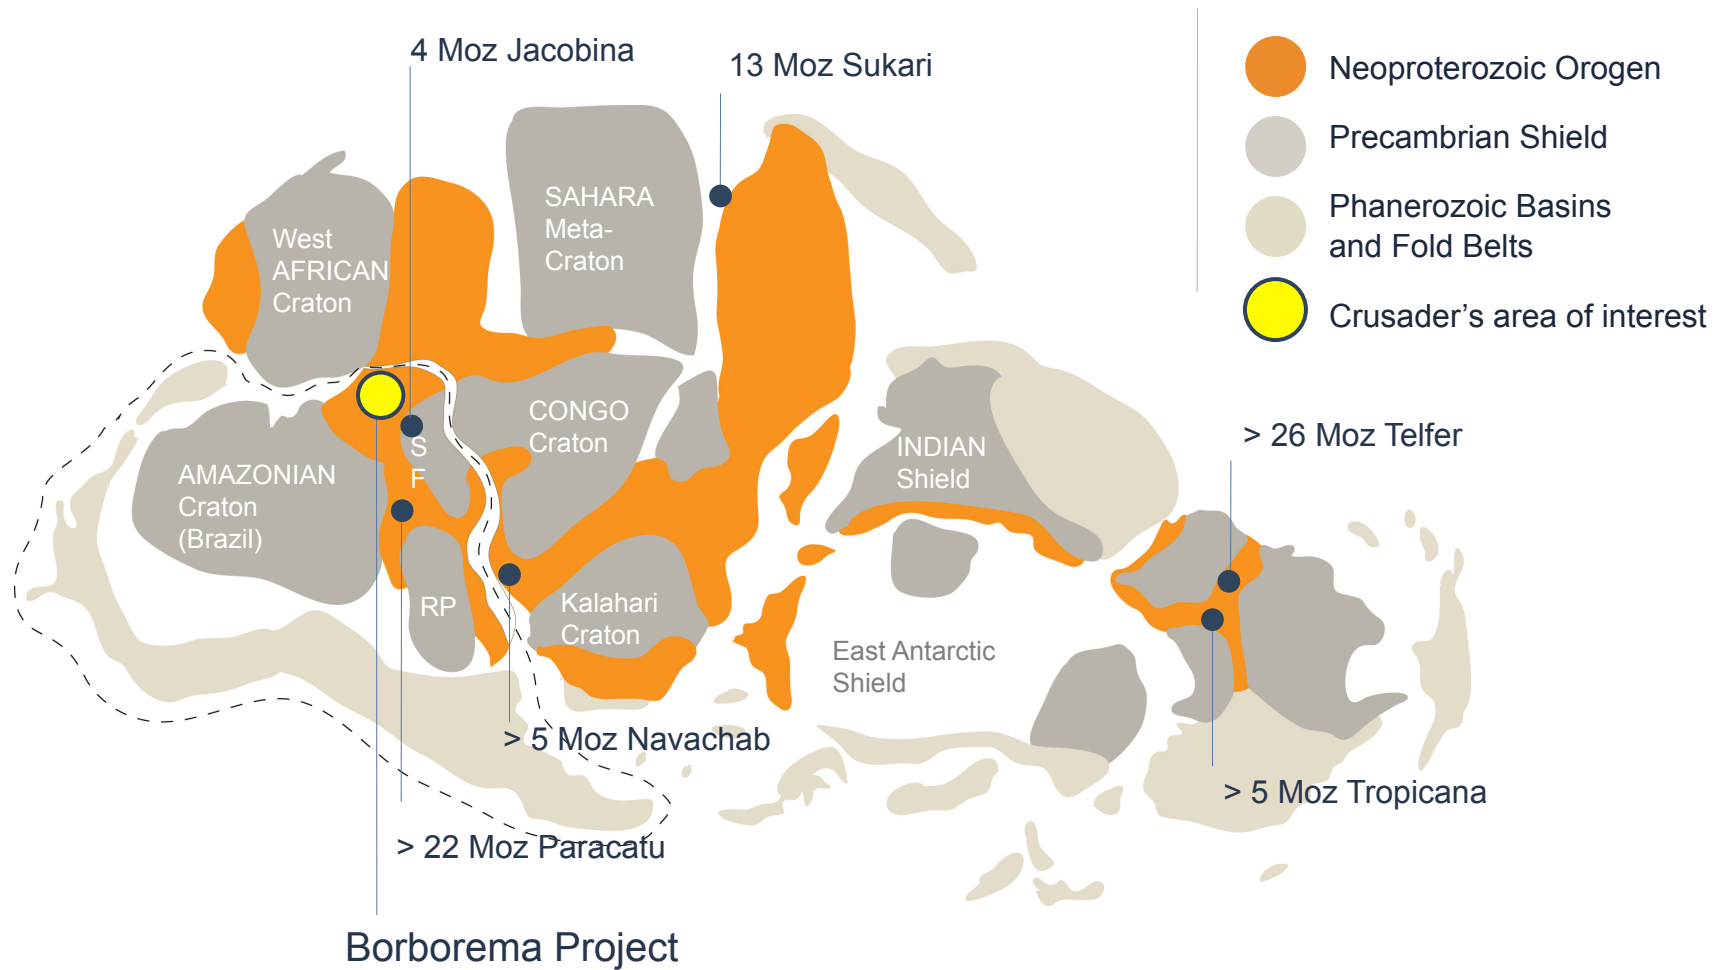 4 Moz Jacobina
13 Moz Sukari
Neoproterozoic Orogen
Precambrian Shield
Phanerozoic Basins
and Fold Belts
Crusader’s area of interest
West
AFRICAN
Craton
SAHARA
Meta-
Craton
CONGO
Craton
S
F
AMAZONIAN
Craton
(Brazil)
INDIAN
Shield
> 26 Moz Telfer
RP
Kalahari
Craton
East Antarctic
Shield
> 5 Moz Navachab
> 5 Moz Tropicana
> 22 Moz Paracatu
Borborema Project